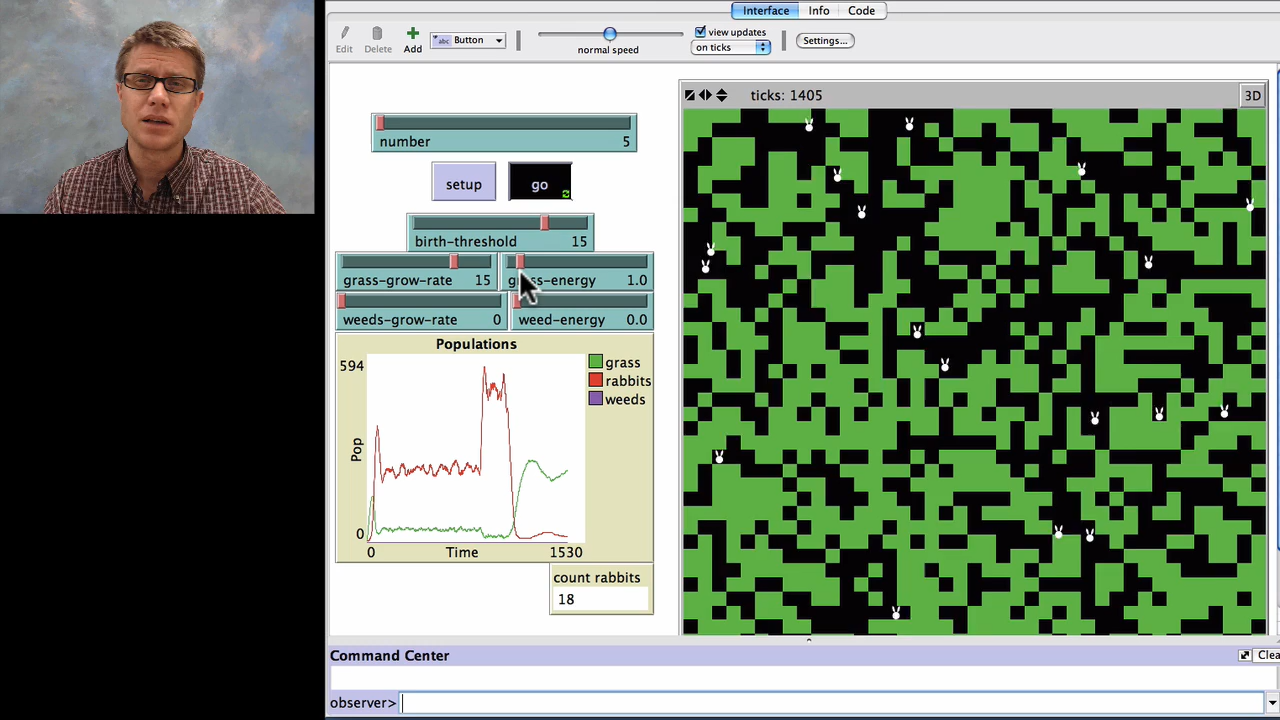 Interface Info Code
Edit Delete Add abc Button normal speed view updates on ticks Settings...
ticks: 1405 3D
number 5
setup go
birth-threshold 15
grass-grow-rate 15 grass-energy 1.0
weeds-grow-rate 0 weed-energy 0.0
Populations
594
0
Pop
0 Time 1530
grass
rabbits
weeds
count rabbits
18
Command Center Clea
observer>